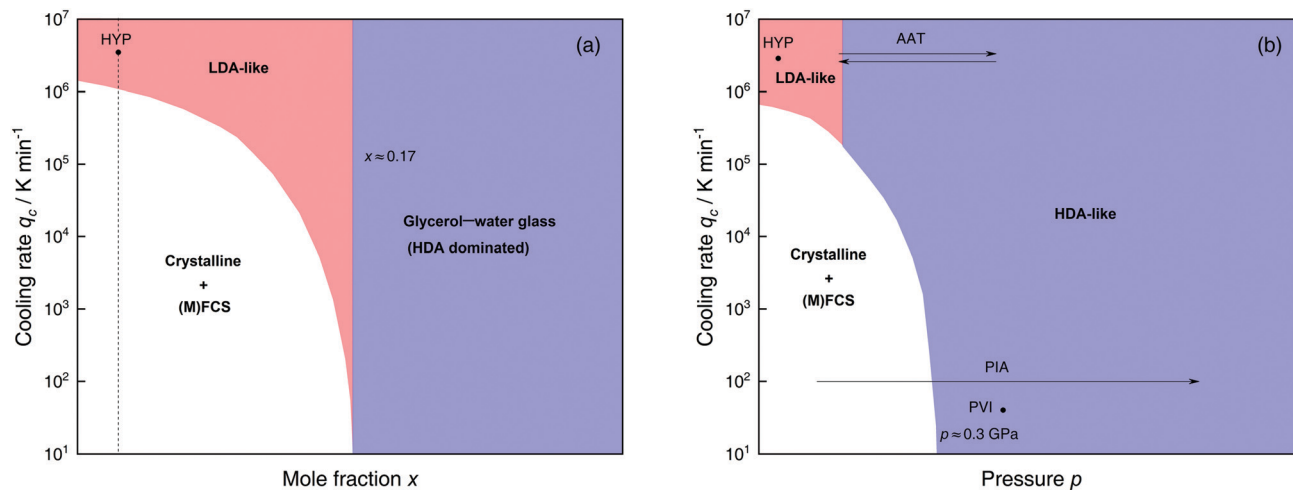 10⁷
10⁶
10⁵
10⁴
10³
10²
10¹
Cooling rate q_c / K min⁻¹
HYP
(a)
LDA-like
x ≈ 0.17
Glycerol—water glass
(HDA dominated)
Crystalline
+
(M)FCS
Mole fraction x
10⁷
10⁶
10⁵
10⁴
10³
10²
10¹
Cooling rate q_c / K min⁻¹
HYP
AAT
(b)
LDA-like
HDA-like
Crystalline
+
(M)FCS
PIA
PVI
p ≈ 0.3 GPa
Pressure p